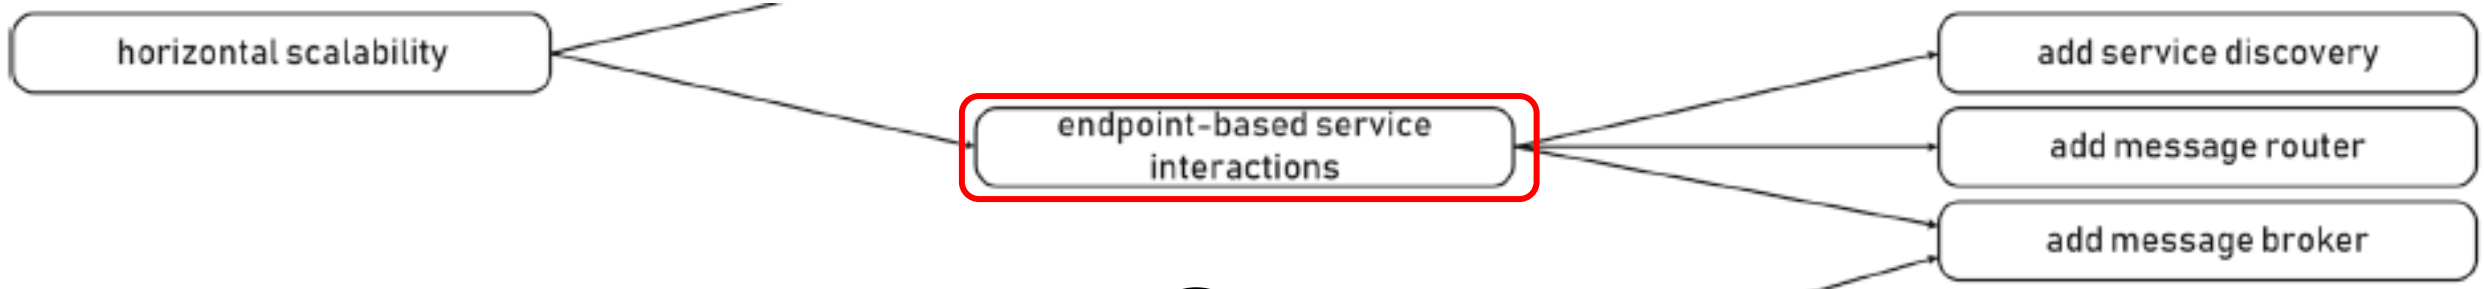 horizontal scalability
endpoint-based service
interactions
add service discovery
add message router
add message broker